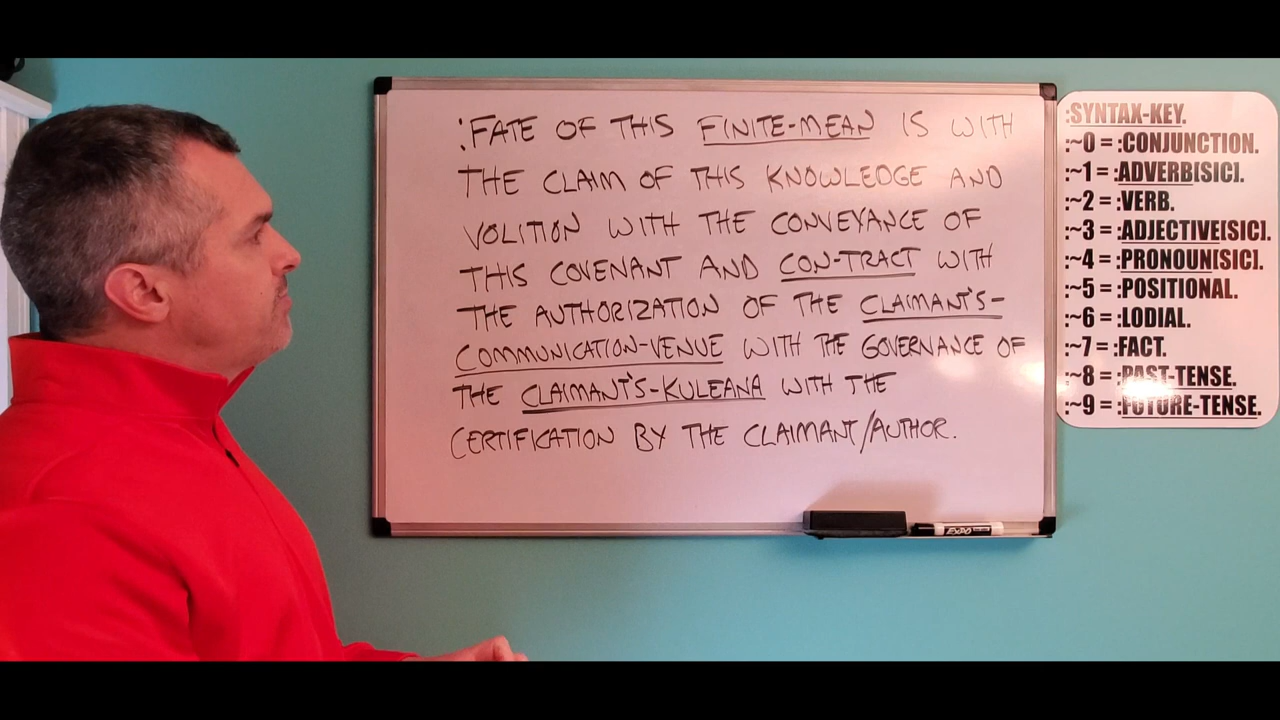 :FATE OF THIS FINITE-MEAN IS WITH
THE CLAIM OF THIS KNOWLEDGE AND
VOLITION WITH THE CONVEYANCE OF
THIS COVENANT AND CON-TRACT WITH
THE AUTHORIZATION OF THE CLAIMANT'S-
COMMUNICATION-VENUE WITH THE GOVERNANCE OF
THE CLAIMANT'S-KULEANA WITH THE
CERTIFICATION BY THE CLAIMANT/AUTHOR.
EXPO
:SYNTAX-KEY.
:~0 = :CONJUNCTION.
:~1 = :ADVERB[SIC].
:~2 = :VERB.
:~3 = :ADJECTIVE[SIC].
:~4 = :PRONOUN[SIC].
:~5 = :POSITIONAL.
:~6 = :LODIAL.
:~7 = :FACT.
:~8 = :PAST-TENSE.
:~9 = :FUTURE-TENSE.